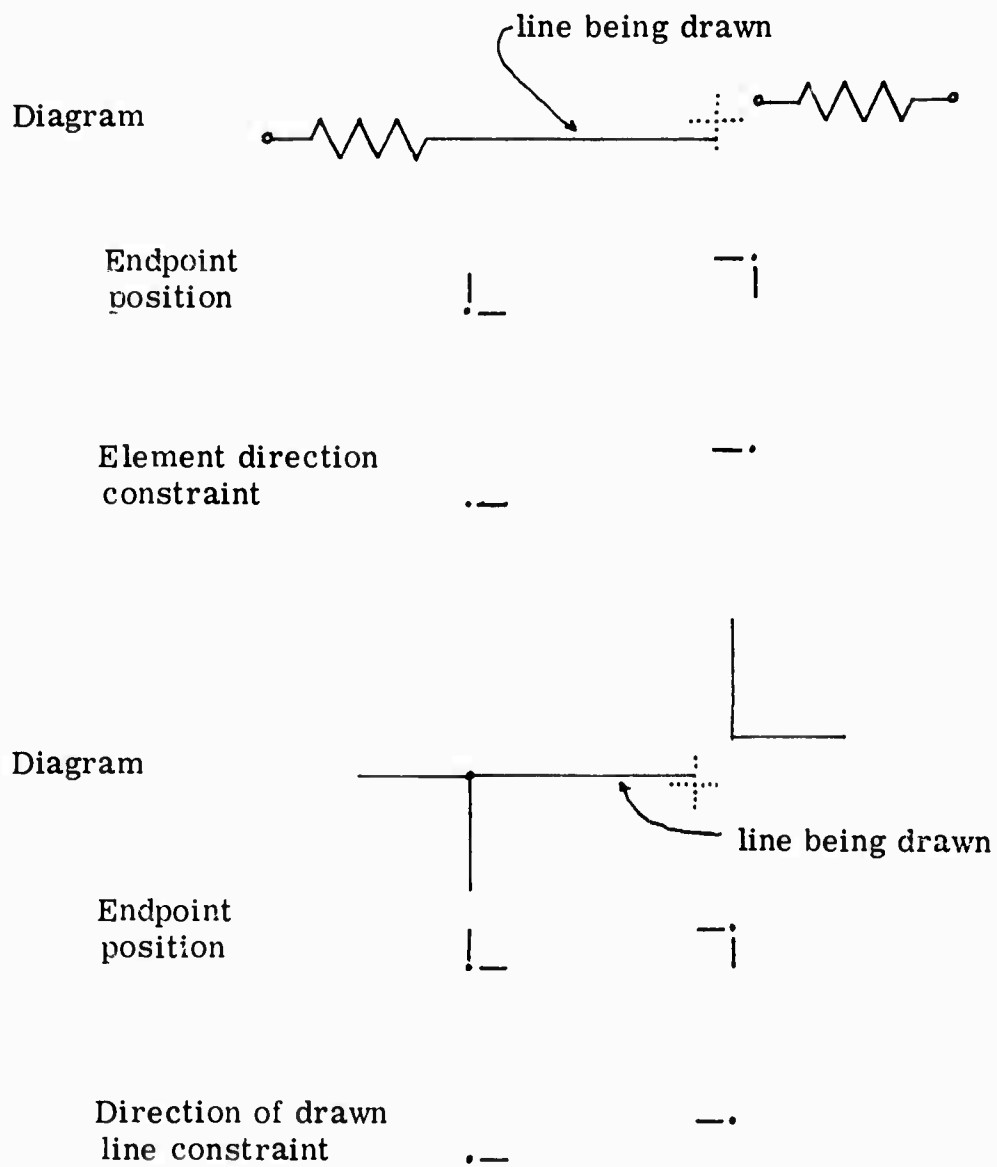 line being drawn
Diagram
Endpoint
position
Element direction
constraint
Diagram
line being drawn
Endpoint
position
Direction of drawn
line constraint